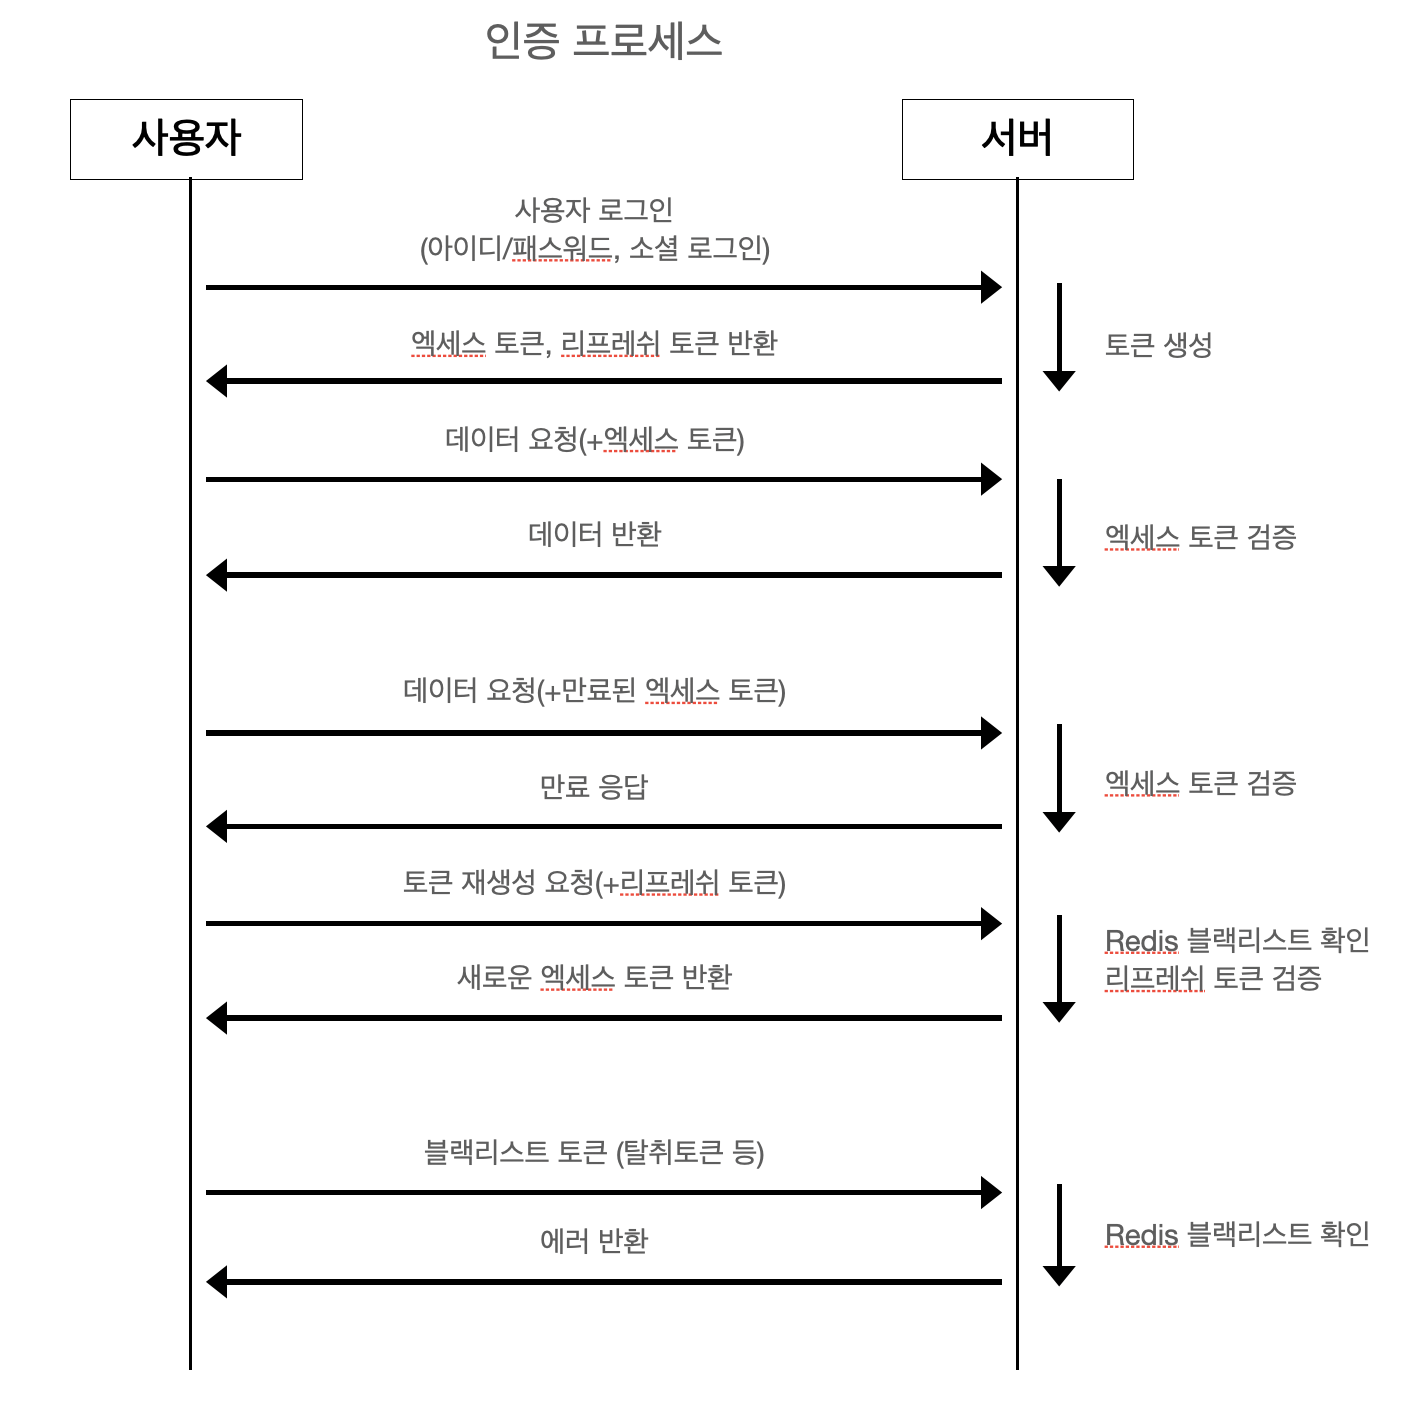 인증 프로세스
사용자
서버
사용자 로그인
(아이디/패스워드, 소셜 로그인)
엑세스 토큰, 리프레쉬 토큰 반환
토큰 생성
데이터 요청(+엑세스 토큰)
데이터 반환
엑세스 토큰 검증
데이터 요청(+만료된 엑세스 토큰)
만료 응답
엑세스 토큰 검증
토큰 재생성 요청(+리프레쉬 토큰)
Redis 블랙리스트 확인
리프레쉬 토큰 검증
새로운 엑세스 토큰 반환
블랙리스트 토큰 (탈취토큰 등)
에러 반환
Redis 블랙리스트 확인